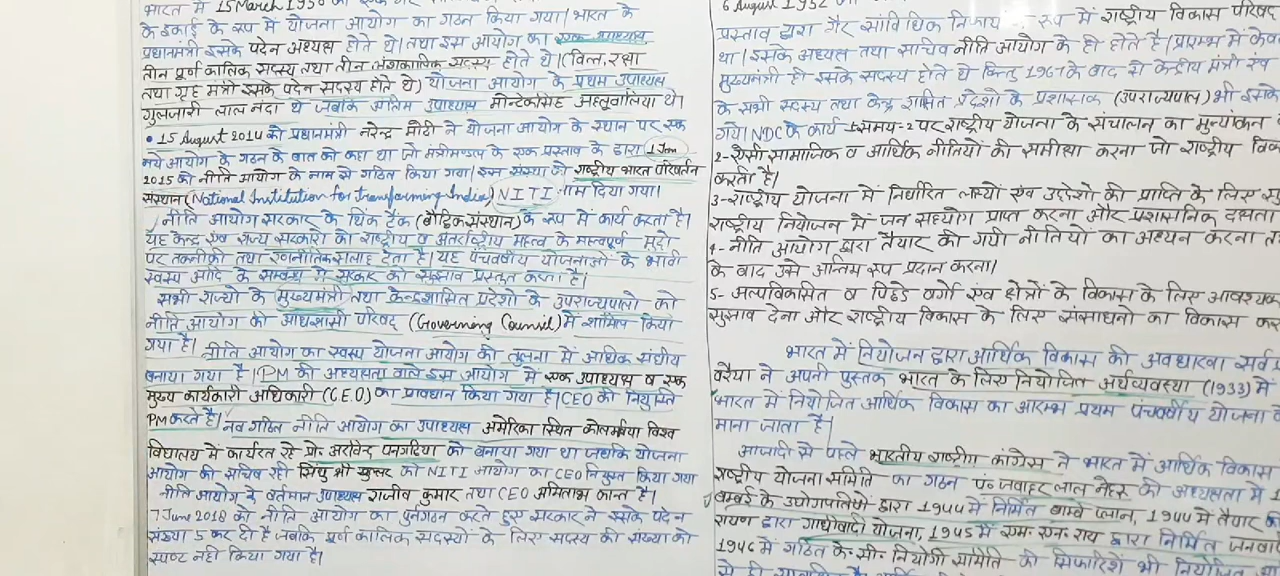 भारत में 15 March 1950 को एक
के इकाई के रूप में योजना आयोग का गठन किया गया। भारत के
प्रधानमंत्री इसके पदेन अध्यक्ष होते थे। तथा इस आयोग का एक उपाध्यक्ष
तीन पूर्ण कालिक सदस्य तथा तीन अंशकालिक सदस्य होते थे। (वित्त, रक्षा
तथा गृह मंत्री इसके पदेन सदस्य होते थे) योजना आयोग के प्रथम उपाध्यक्ष
गुलजारी लाल नंदा थे जबकि अंतिम उपाध्यक्ष मोन्टेकसिंह अहलूवालिया थे।
• 15 August 2014 को प्रधानमंत्री नरेन्द्र मोदी ने योजना आयोग के स्थान पर एक
नये आयोग के गठन के बात को कहा था जो मंत्रीमण्डल के एक प्रस्ताव के द्वारा 1 Jan
2015 को नीति आयोग के नाम से गठित किया गया। इस संस्था को राष्ट्रीय भारत परिवर्तन
संस्थान (National Institution for transforming India) NITI नाम दिया गया।
नीति आयोग सरकार के थिंक टैंक (बौद्धिक संस्थान) के रूप में कार्य करता है।
यह केन्द्र एंव राज्य सरकारो को राष्ट्रीय व अंतर्राष्ट्रीय महत्व के महत्वपूर्ण मुद्दो
पर तकनीकी तथा रणनीतिक सलाह देता है। यह पंचवर्षीय योजनाओं के भावी
स्वरूप आदि के सम्बन्ध में सरकार को सुझाव प्रस्तुत करता है।
सभी राज्यो के मुख्यमंत्री तथा केन्द्रशासित प्रदेशो के उपराज्यपालो को
नीति आयोग की अधिशासी परिषद् (Governing Council) में शामिल किया
गया है।
नीति आयोग का स्वरूप योजना आयोग की तुलना में अधिक संघीय
बनाया गया है। PM की अध्यक्षता वाले इस आयोग में एक उपाध्यक्ष व एक
मुख्य कार्यकारी अधिकारी (C.E.O) का प्रावधान किया गया है। CEO की नियुक्ति
PM करते है। नव गठित नीति आयोग का उपाध्यक्ष अमेरिका स्थित कोलम्बिया विश्व
विद्यालय में कार्यरत रहे प्रो॰ अरविन्द पनगढिया को बनाया गया था जबकि योजना
आयोग की सचिव रही सिंधु श्री खुल्लर को NITI आयोग का CEO नियुक्त किया गया
नीति आयोग के वर्तमान उपाध्यक्ष राजीव कुमार तथा CEO अमिताभ कान्त है।
7 June 2018 को नीति आयोग का पुर्नगठन करते हुए सरकार ने इसके पदेन
संख्या 5 कर दी है जबकि पूर्ण कालिक सदस्यों के लिए सदस्य की संख्या को
स्पष्ट नही किया गया है।
6 August 1952
प्रस्ताव द्वारा गैर सांविधिक निकाय के रूप में राष्ट्रीय विकास परिषद
था। इसके अध्यक्ष तथा सचिव नीति आयोग के ही होते है। प्रारम्भ में केव
मुख्यमंत्री ही इसके सदस्य होते थे किन्तु 1967 के बाद से केन्द्रीय मंत्री एंव
के सभी सदस्य तथा केन्द्र शासित प्रदेशो के प्रशासक (उपराज्यपाल) भी इसके
गये। NDC के कार्य 1-समय-2 पर राष्ट्रीय योजना के संचालन का मुल्यांकन
2- ऐसी सामाजिक व आर्थिक नीतियों की समीक्षा करना जो राष्ट्रीय विक
करता है।
3- राष्ट्रीय योजना में निर्धारित लक्ष्यों एंव उद्देश्यो की प्राप्ति के लिए
राष्ट्रीय नियोजन में जन सहयोग प्राप्त करना और प्रशासनिक दक्षता
4- नीति आयोग द्वारा तैयार की गयी नीतियों का अध्यन करना त
के बाद उसे अन्तिम रूप प्रदान करना।
5- अल्पविकसित व पिछडे वर्गो एंव क्षेत्रों के विकास के लिए आवश्यक
सुझाव देना और राष्ट्रीय विकास के लिए संसाधनो का विकास कर
भारत में नियोजन द्वारा आर्थिक विकास की अवधारणा सर्व
वैरैया ने अपनी पुस्तक भारत के लिए नियोजित अर्थव्यवस्था (1933) में
भारत में नियोजित आर्थिक विकास का आरम्भ प्रथम पंचवर्षीय योजना
माना जाता है।
आजादी से पहले भारतीय राष्ट्रीय कांग्रेस ने भारत में आर्थिक विकास
राष्ट्रीय योजना समिति का गठन पं॰ जवाहर लाल नेहरू की अध्यक्षता में
बम्बई के उद्योगपतियो द्वारा 1944 में निर्मित बाम्बे प्लान, 1944 में तैयार
रायण द्वारा गांधीवादी योजना, 1945 में एम॰ एन॰ राय द्वारा निर्मित जनवा
1946 में गठित के॰ सी॰ नियोगी समिति की सिफारिशें भी नियोजित